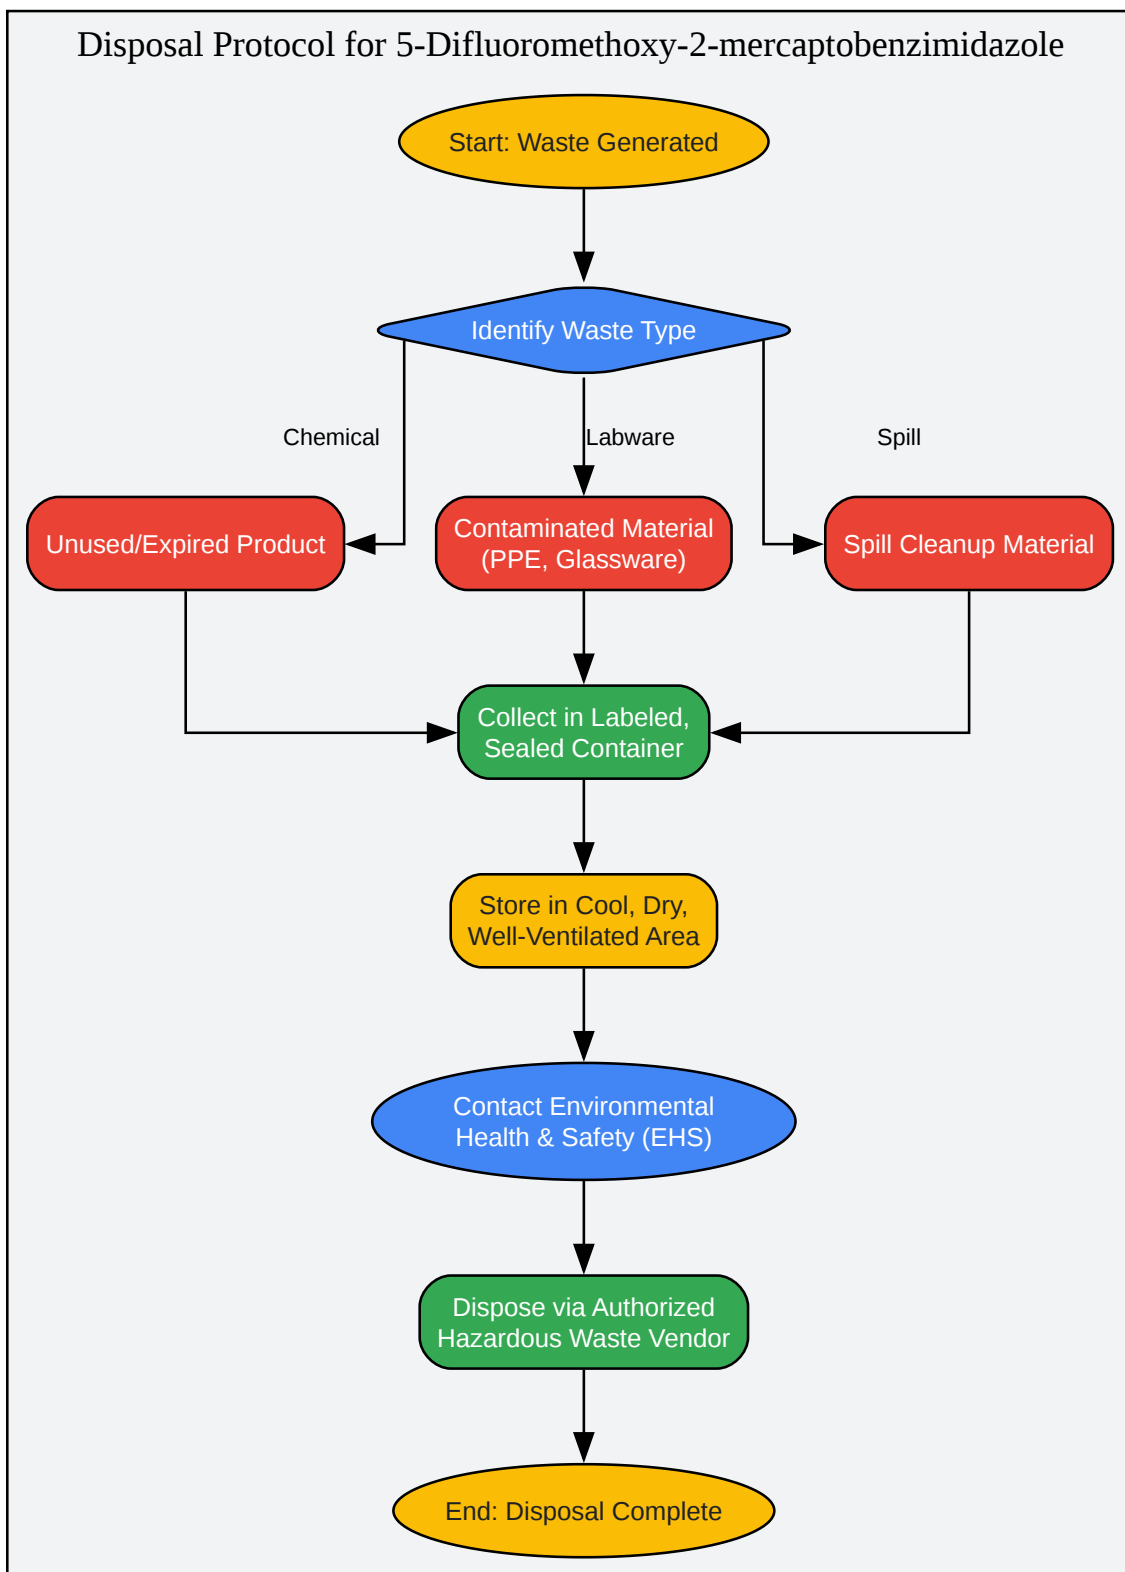 Disposal Protocol for 5-Difluoromethoxy-2-mercaptobenzimidazole
Start: Waste Generated
Identify Waste Type
Chemical
Labware
Spill
Unused/Expired Product
Contaminated Material
(PPE, Glassware)
Spill Cleanup Material
Collect in Labeled,
Sealed Container
Store in Cool, Dry,
Well-Ventilated Area
Contact Environmental
Health & Safety (EHS)
Dispose via Authorized
Hazardous Waste Vendor
End: Disposal Complete